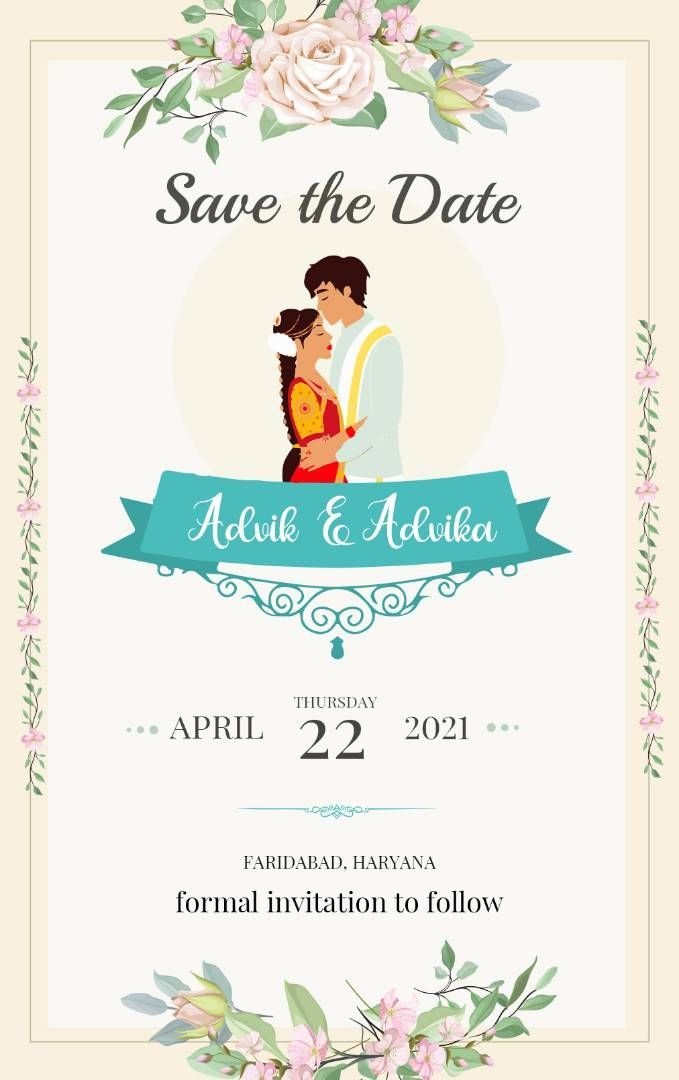 Save the Date
Advik & Advika
THURSDAY
APRIL 22 2021
FARIDABAD, HARYANA
formal invitation to follow